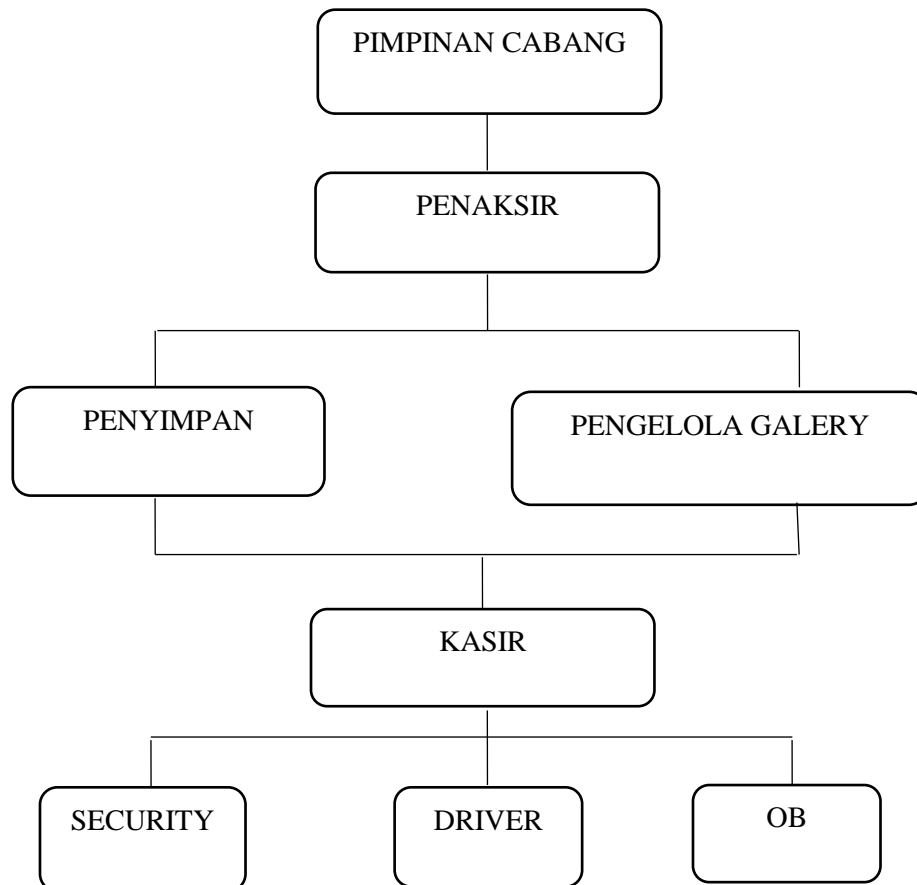 PIMPINAN CABANG
PENAKSIR
PENYIMPAN
PENGELOLA GALERY
KASIR
SECURITY
DRIVER
OB